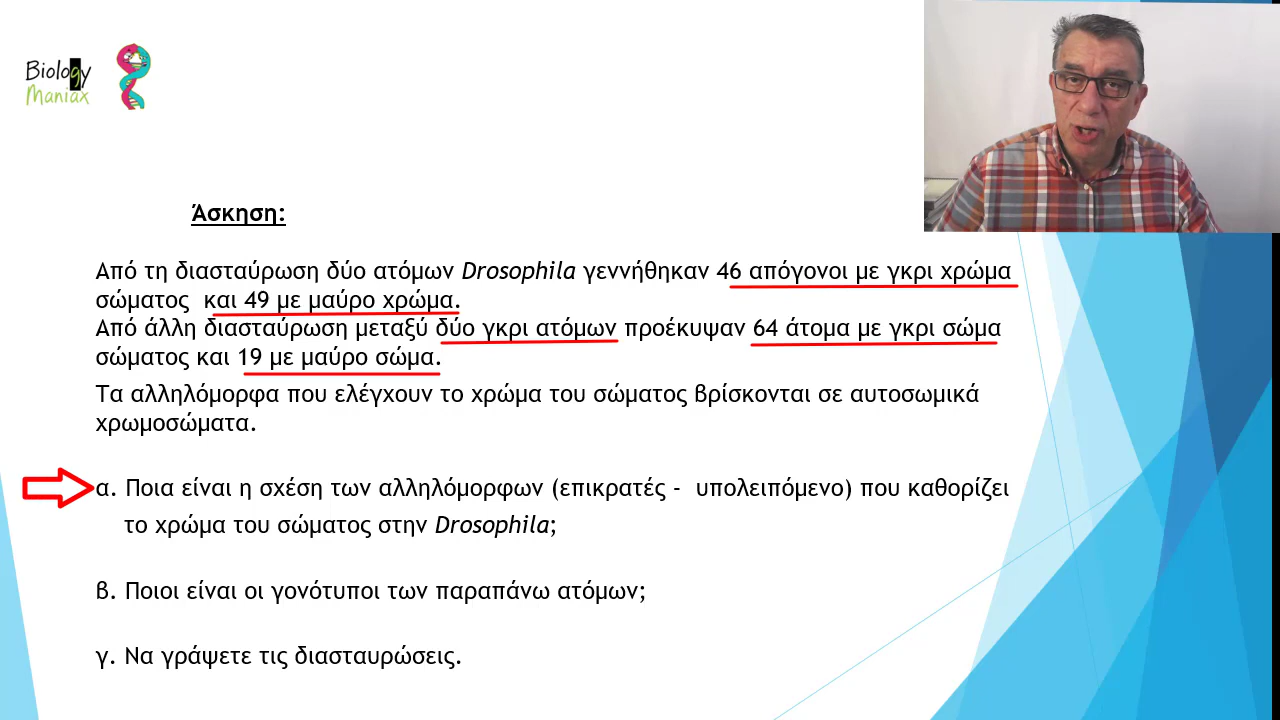 Biology
Maniax
Άσκηση:
Από τη διασταύρωση δύο ατόμων Drosophila γεννήθηκαν 46 απόγονοι με γκρι χρώμα
σώματος και 49 με μαύρο χρώμα.
Από άλλη διασταύρωση μεταξύ δύο γκρι ατόμων προέκυψαν 64 άτομα με γκρι σώμα
σώματος και 19 με μαύρο σώμα.
Τα αλληλόμορφα που ελέγχουν το χρώμα του σώματος βρίσκονται σε αυτοσωμικά
χρωμοσώματα.
α. Ποια είναι η σχέση των αλληλόμορφων (επικρατές - υπολειπόμενο) που καθορίζει
το χρώμα του σώματος στην Drosophila;
β. Ποιοι είναι οι γονότυποι των παραπάνω ατόμων;
γ. Να γράψετε τις διασταυρώσεις.